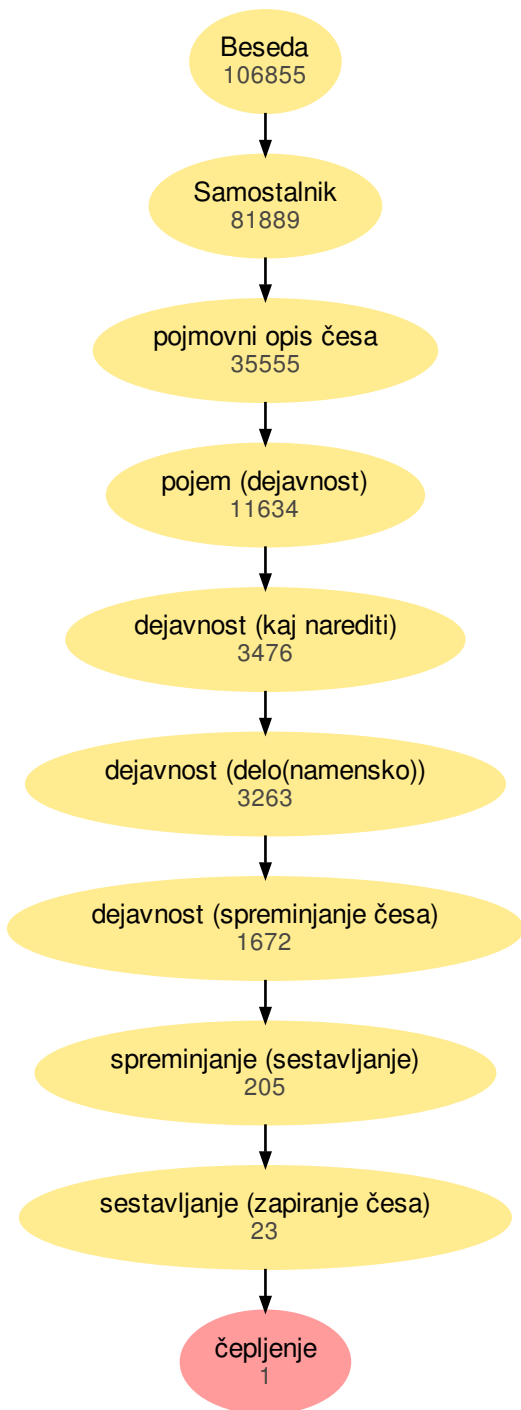 Beseda
106855
Samostalnik
81889
pojmovni opis česa
35555
pojem (dejavnost)
11634
dejavnost (kaj narediti)
3476
dejavnost (delo(namensko))
3263
dejavnost (spreminjanje česa)
1672
spreminjanje (sestavljanje)
205
sestavljanje (zapiranje česa)
23
čepljenje
1